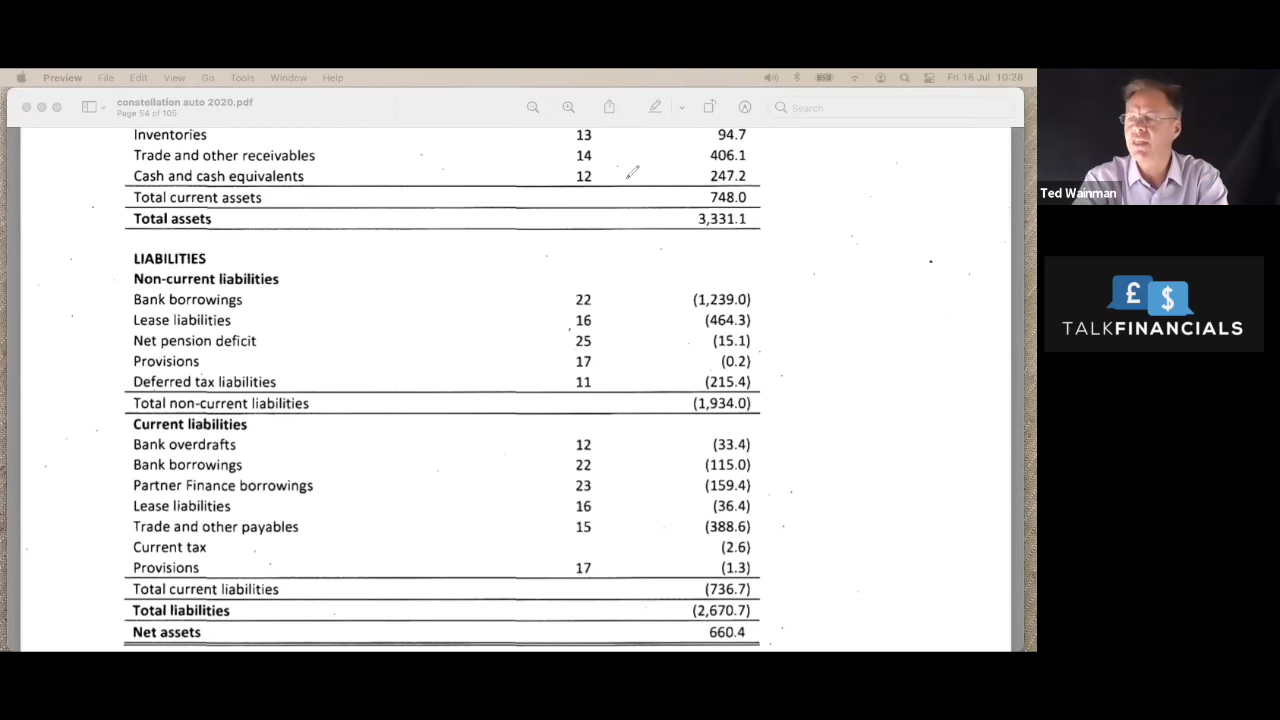 Preview File Edit View Go Tools Window Help Fri 16 Jul 10:28
constellation auto 2020.pdf
Page 54 of 105
Search
Inventories 13 94.7
Trade and other receivables 14 406.1
Cash and cash equivalents 12 247.2
Total current assets 748.0
Total assets 3,331.1
LIABILITIES
Non-current liabilities
Bank borrowings 22 (1,239.0)
Lease liabilities 16 (464.3)
Net pension deficit 25 (15.1)
Provisions 17 (0.2)
Deferred tax liabilities 11 (215.4)
Total non-current liabilities (1,934.0)
Current liabilities
Bank overdrafts 12 (33.4)
Bank borrowings 22 (115.0)
Partner Finance borrowings 23 (159.4)
Lease liabilities 16 (36.4)
Trade and other payables 15 (388.6)
Current tax (2.6)
Provisions 17 (1.3)
Total current liabilities (736.7)
Total liabilities (2,670.7)
Net assets 660.4
Ted Wainman
£ $
TALKFINANCIALS